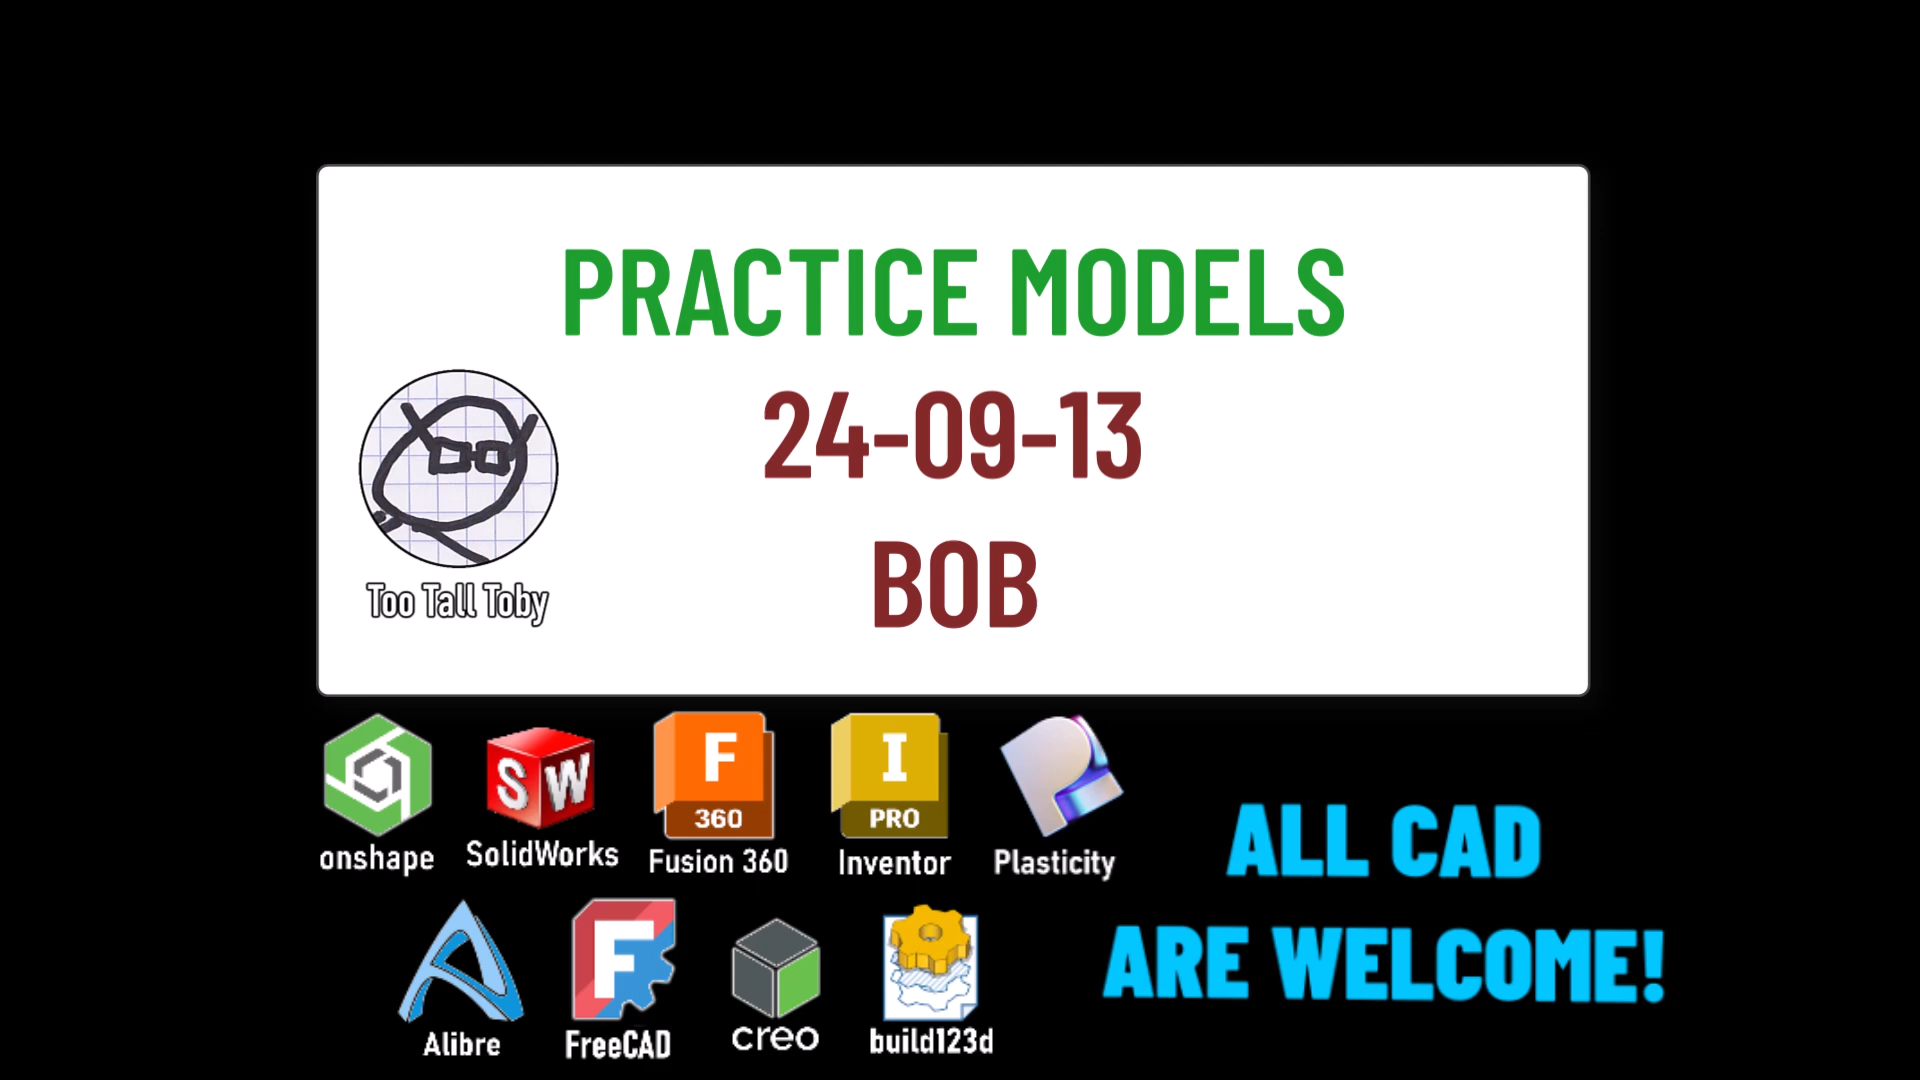 PRACTICE MODELS
24-09-13
BOB
Too Tall Toby
S W
F
360
I
PRO
onshape
SolidWorks
Fusion 360
Inventor
Plasticity
ALL CAD
ARE WELCOME!
F
Alibre
FreeCAD
creo
build123d